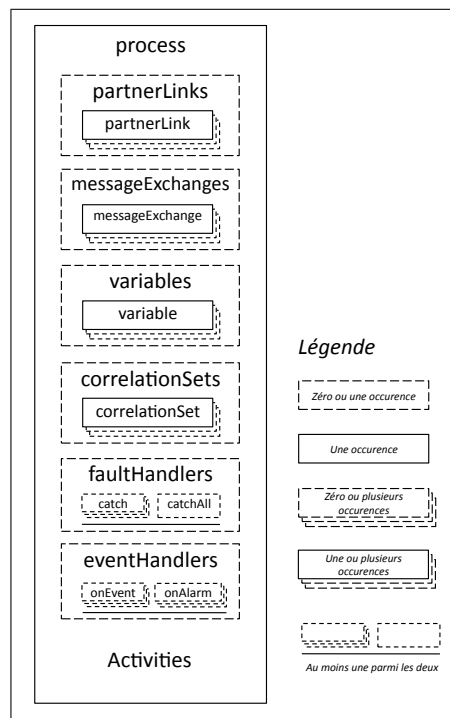 process
partnerLinks
partnerLink
messageExchanges
messageExchange
variables
variable
correlationSets
correlationSet
faultHandlers
catch catchAll
eventHandlers
onEvent onAlarm
Activities
Légende
Zéro ou une occurence
Une occurence
Zéro ou plusieurs
occurences
Une ou plusieurs
occurences
Au moins une parmi les deux